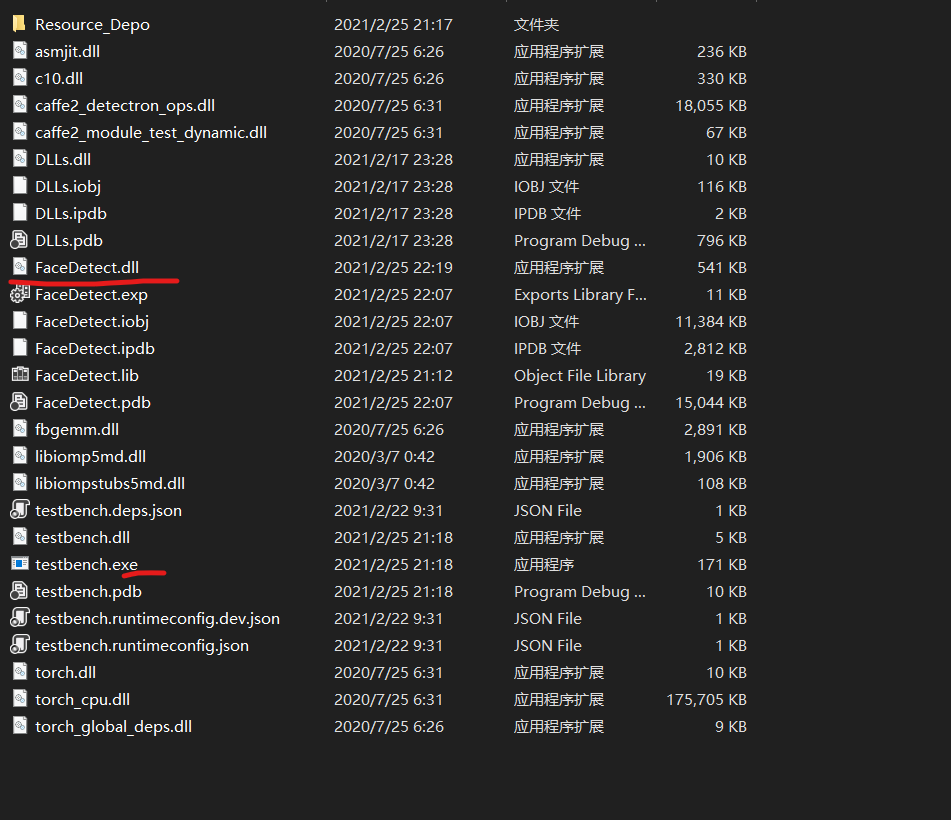 Resource_Depo 2021/2/25 21:17 文件夹
asmjit.dll 2020/7/25 6:26 应用程序扩展 236 KB
c10.dll 2020/7/25 6:26 应用程序扩展 330 KB
caffe2_detectron_ops.dll 2020/7/25 6:31 应用程序扩展 18,055 KB
caffe2_module_test_dynamic.dll 2020/7/25 6:31 应用程序扩展 67 KB
DLLs.dll 2021/2/17 23:28 应用程序扩展 10 KB
DLLs.iobj 2021/2/17 23:28 IOBJ 文件 116 KB
DLLs.ipdb 2021/2/17 23:28 IPDB 文件 2 KB
DLLs.pdb 2021/2/17 23:28 Program Debug ... 796 KB
FaceDetect.dll 2021/2/25 22:19 应用程序扩展 541 KB
FaceDetect.exp 2021/2/25 22:07 Exports Library F... 11 KB
FaceDetect.iobj 2021/2/25 22:07 IOBJ 文件 11,384 KB
FaceDetect.ipdb 2021/2/25 22:07 IPDB 文件 2,812 KB
FaceDetect.lib 2021/2/25 21:12 Object File Library 19 KB
FaceDetect.pdb 2021/2/25 22:07 Program Debug ... 15,044 KB
fbgemm.dll 2020/7/25 6:26 应用程序扩展 2,891 KB
libiomp5md.dll 2020/3/7 0:42 应用程序扩展 1,906 KB
libiompstubs5md.dll 2020/3/7 0:42 应用程序扩展 108 KB
testbench.deps.json 2021/2/22 9:31 JSON File 1 KB
testbench.dll 2021/2/25 21:18 应用程序扩展 5 KB
testbench.exe 2021/2/25 21:18 应用程序 171 KB
testbench.pdb 2021/2/25 21:18 Program Debug ... 10 KB
testbench.runtimeconfig.dev.json 2021/2/22 9:31 JSON File 1 KB
testbench.runtimeconfig.json 2021/2/22 9:31 JSON File 1 KB
torch.dll 2020/7/25 6:31 应用程序扩展 10 KB
torch_cpu.dll 2020/7/25 6:31 应用程序扩展 175,705 KB
torch_global_deps.dll 2020/7/25 6:26 应用程序扩展 9 KB